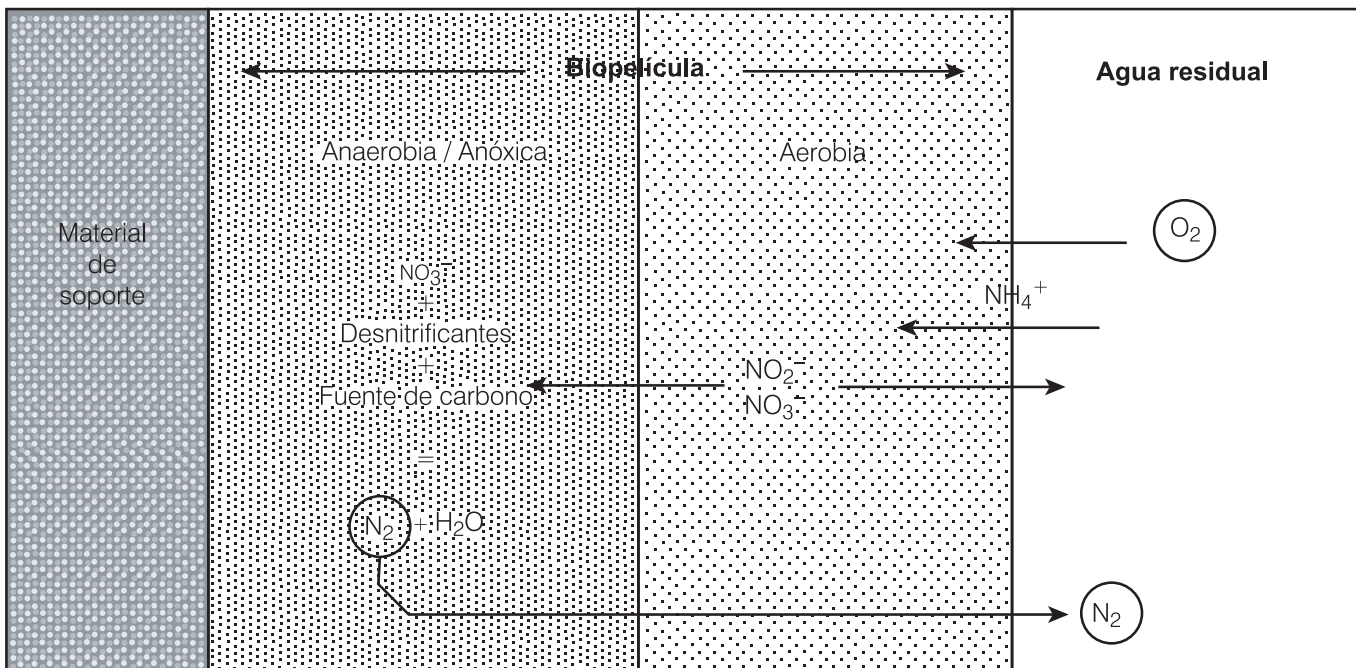 Biopelícula
Agua residual
Anaerobia / Anóxica
Aerobia
Material
de
soporte
O₂
NH₄⁺
NO₃⁻
+
Desnitrificantes
+
Fuente de carbono
=
N₂ + H₂O
NO₂⁻
NO₃⁻
N₂